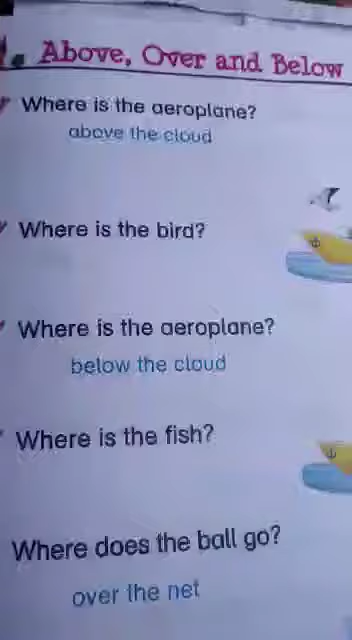 Above, Over and Below
Where is the aeroplane?
above the cloud
Where is the bird?
Where is the aeroplane?
below the cloud
Where is the fish?
Where does the ball go?
over the net